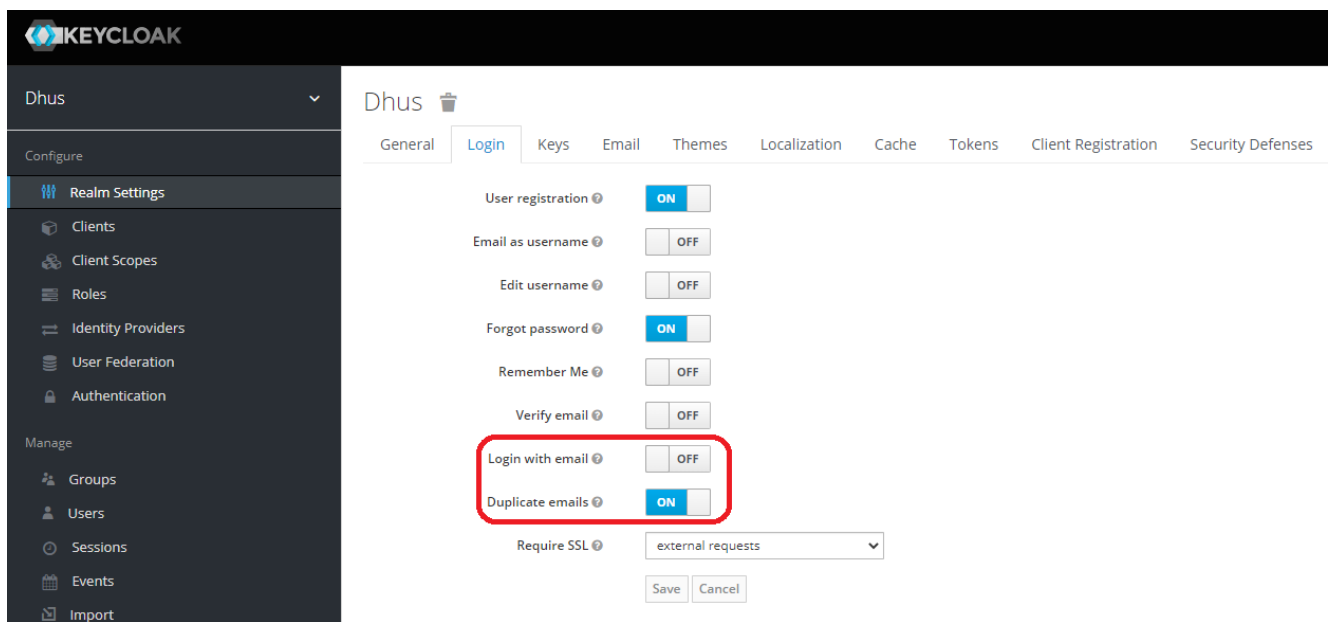 KEYCLOAK
Dhus
Configure
Realm Settings
Clients
Client Scopes
Roles
Identity Providers
User Federation
Authentication
Manage
Groups
Users
Sessions
Events
Import
Dhus
General Login Keys Email Themes Localization Cache Tokens Client Registration Security Defenses
User registration ON
Email as username OFF
Edit username OFF
Forgot password ON
Remember Me OFF
Verify email OFF
Login with email OFF
Duplicate emails ON
Require SSL external requests
Save Cancel